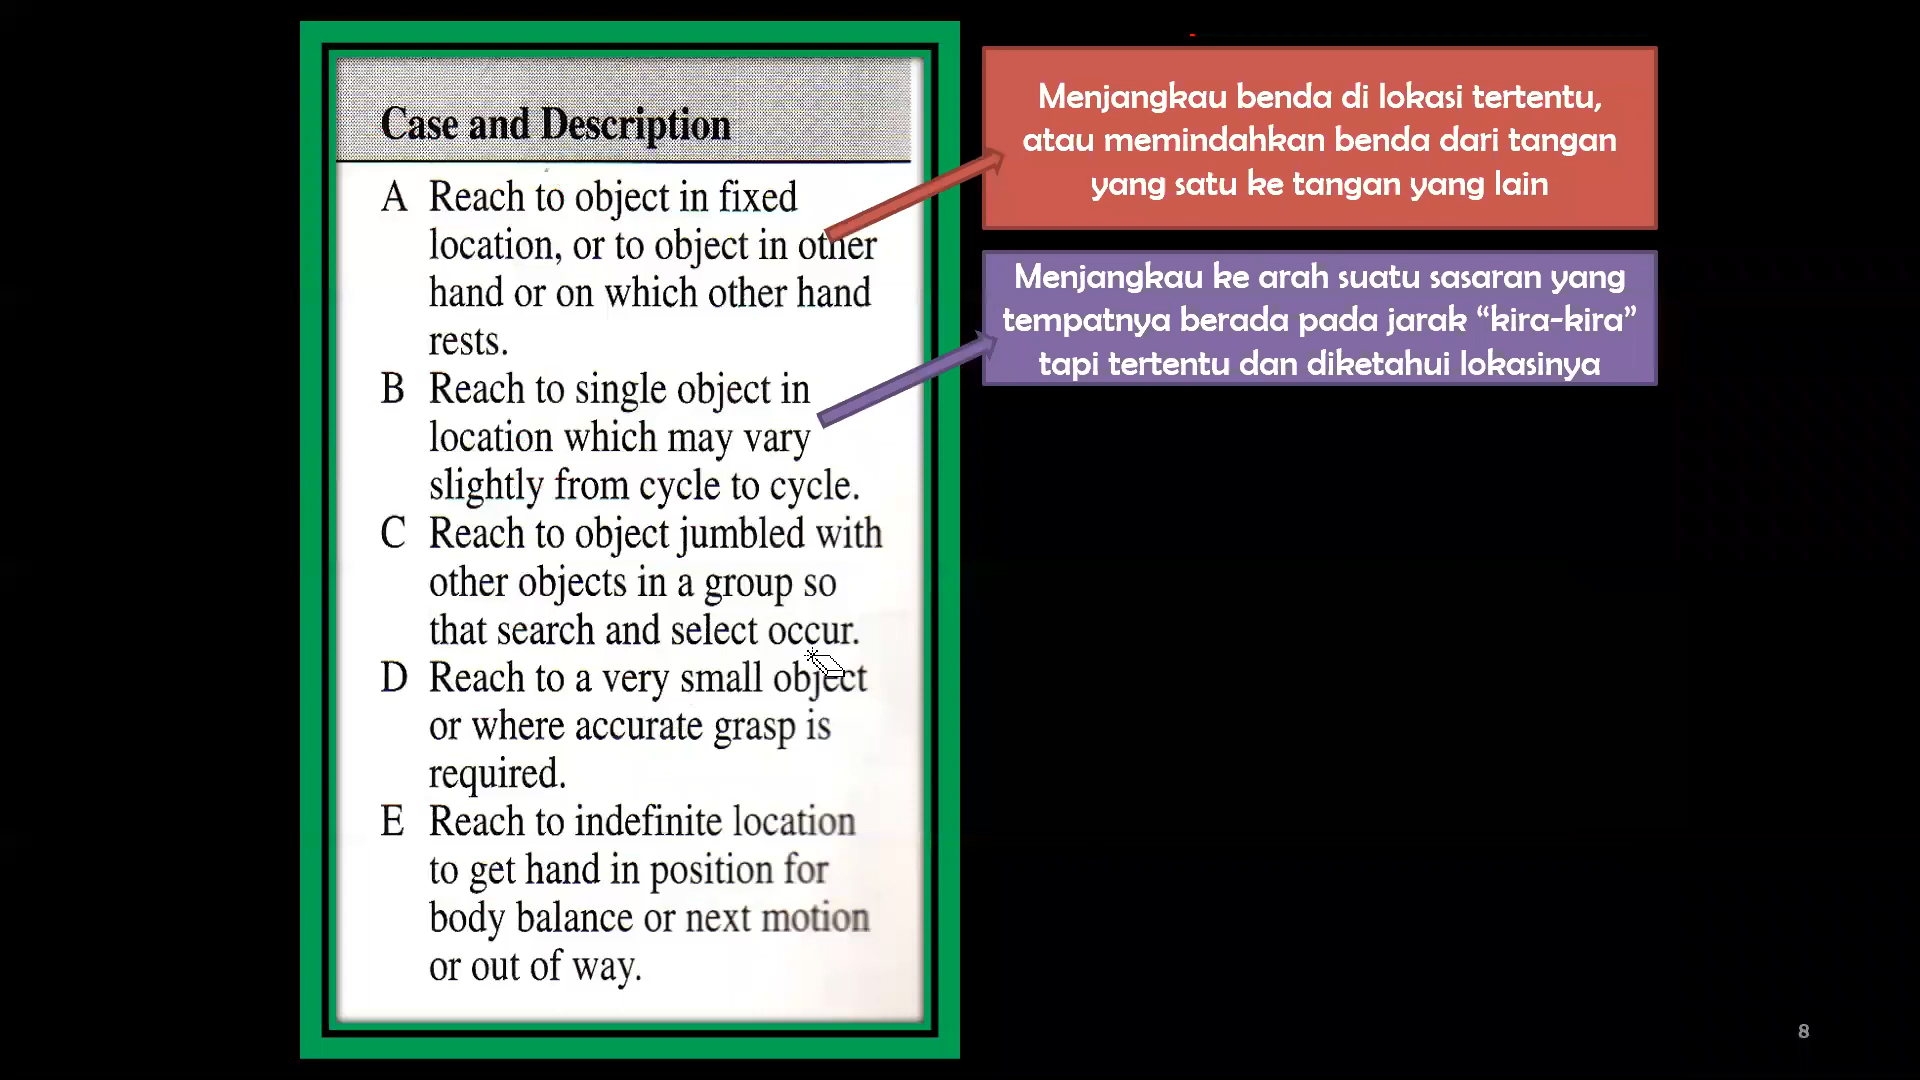 Case and Description
A Reach to object in fixed
location, or to object in other
hand or on which other hand
rests.
B Reach to single object in
location which may vary
slightly from cycle to cycle.
C Reach to object jumbled with
other objects in a group so
that search and select occur.
D Reach to a very small object
or where accurate grasp is
required.
E Reach to indefinite location
to get hand in position for
body balance or next motion
or out of way.
Menjangkau benda di lokasi tertentu,
atau memindahkan benda dari tangan
yang satu ke tangan yang lain
Menjangkau ke arah suatu sasaran yang
tempatnya berada pada jarak “kira-kira”
tapi tertentu dan diketahui lokasinya
8